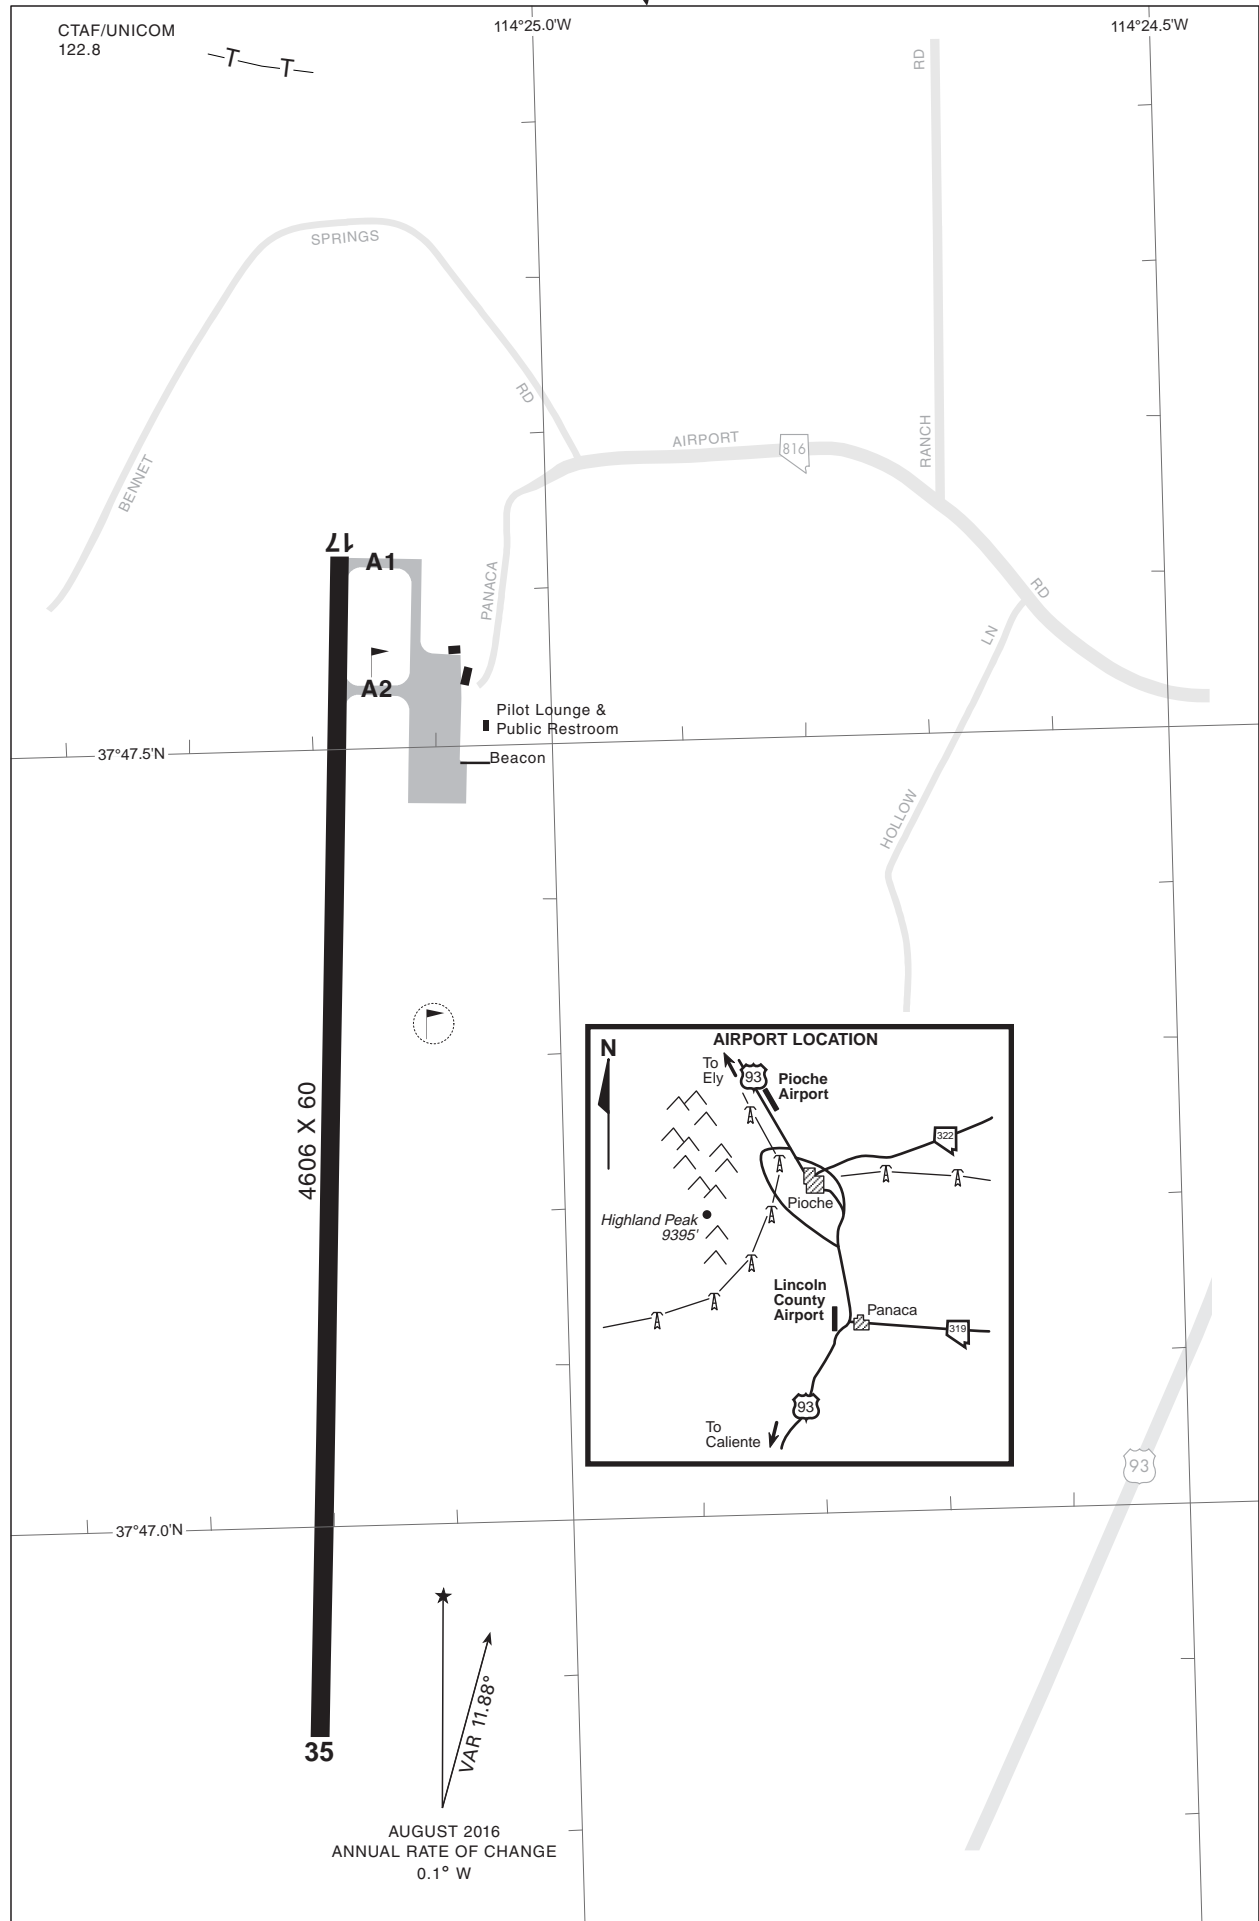 CTAF/UNICOM
122.8
T
T
114°25.0'W
114°24.5'W
RD
SPRINGS
RD
BENNET
AIRPORT
816
RANCH
17
A1
PANACA
RD
LN
A2
Pilot Lounge &
Public Restroom
37°47.5'N
Beacon
HOLLOW
4606 X 60
AIRPORT LOCATION
N
To
Ely
93
Pioche
Airport
322
Pioche
Highland Peak
9395'
Lincoln
County
Airport
Panaca
319
93
To
Caliente
93
37°47.0'N
VAR 11.88°
35
AUGUST 2016
ANNUAL RATE OF CHANGE
0.1° W